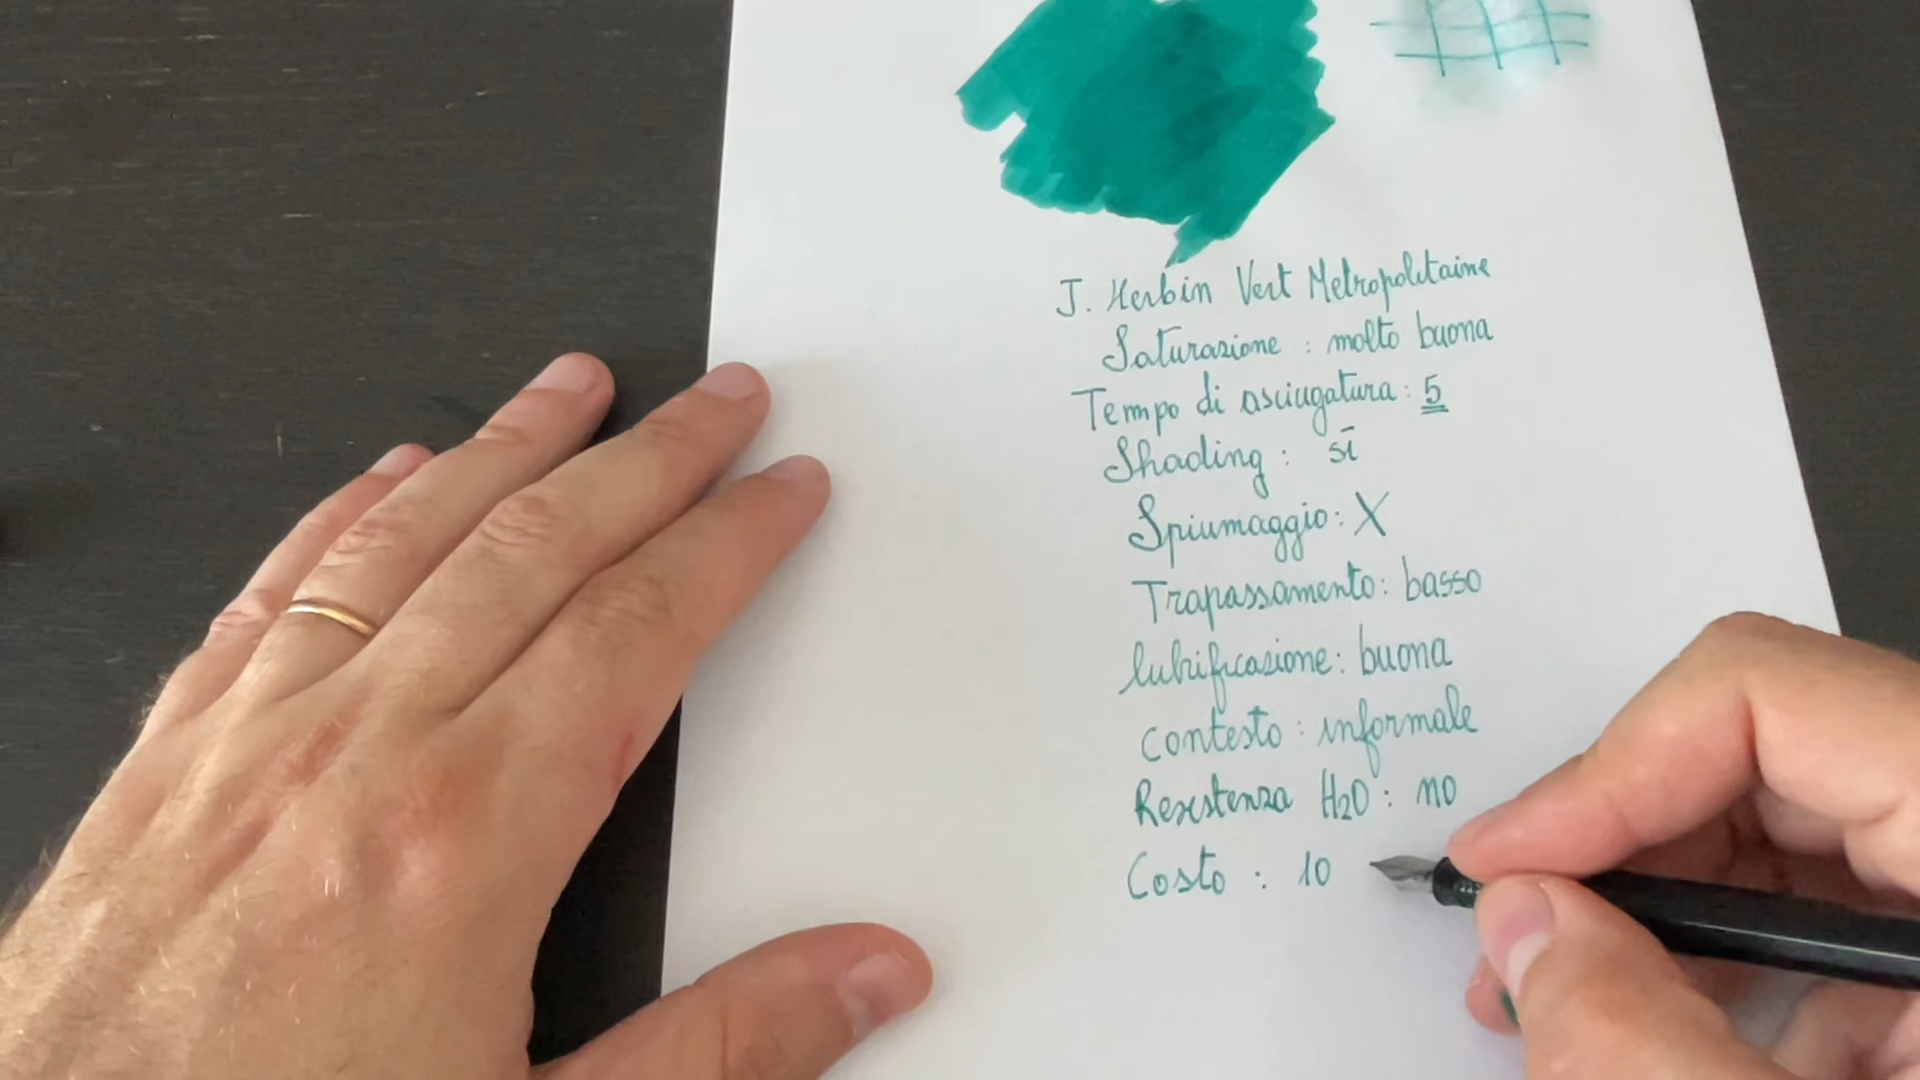 J. Herbin Vert Metropolitaine
Saturazione : molto buona
Tempo di asciugatura : 5
Shading : sì
Spiumaggio : X
Trapassamento : basso
lubrificazione : buona
contesto : informale
Resistenza H2O : no
Costo : 10